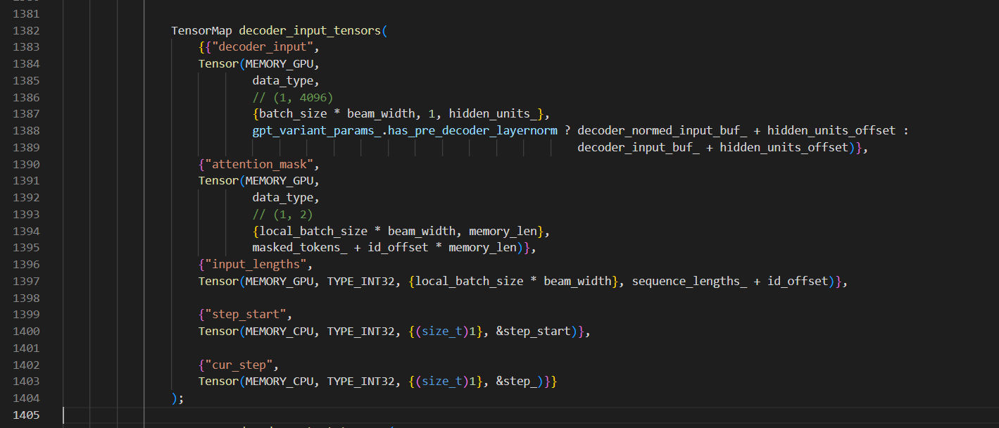 1381
1382 TensorMap decoder_input_tensors(
1383 {{"decoder_input",
1384 Tensor(MEMORY_GPU,
1385 data_type,
1386 // (1, 4096)
1387 {batch_size * beam_width, 1, hidden_units_},
1388 gpt_variant_params_.has_pre_decoder_layernorm ? decoder_normed_input_buf_ + hidden_units_offset :
1389 decoder_input_buf_ + hidden_units_offset)},
1390 {"attention_mask",
1391 Tensor(MEMORY_GPU,
1392 data_type,
1393 // (1, 2)
1394 {local_batch_size * beam_width, memory_len},
1395 masked_tokens_ + id_offset * memory_len)},
1396 {"input_lengths",
1397 Tensor(MEMORY_GPU, TYPE_INT32, {local_batch_size * beam_width}, sequence_lengths_ + id_offset)},
1398
1399 {"step_start",
1400 Tensor(MEMORY_CPU, TYPE_INT32, {(size_t)1}, &step_start)},
1401
1402 {"cur_step",
1403 Tensor(MEMORY_CPU, TYPE_INT32, {(size_t)1}, &step_)}}
1404 );
1405